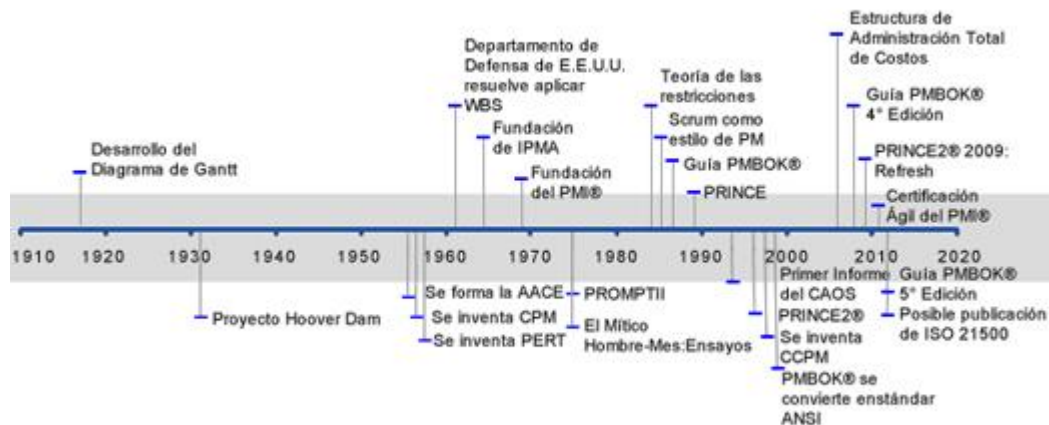 Estructura de
Administración Total
de Costos
Departamento de
Defensa de E.E.U.U.
resuelve aplicar
WBS
Teoría de las
restricciones
Guía PMBOK®
4° Edición
Scrum como
estilo de PM
Fundación
de IPMA
Desarrollo del
Diagrama de Gantt
Guía PMBOK®
PRINCE2® 2009:
Refresh
Fundación
del PMI®
PRINCE
Certificación
Ágil del PMI®
1910 1920 1930 1940 1950 1960 1970 1980 1990 2000 2010 2020
Primer Informe
del CAOS
Guía PMBOK®
5° Edición
Se forma la AACE
PROMPTII
Proyecto Hoover Dam
Se inventa CPM
PRINCE2®
Posible publicación
de ISO 21500
El Mítico
Hombre-Mes:Ensayos
Se inventa PERT
Se inventa
CCPM
PMBOK® se
convierte enstándar
ANSI